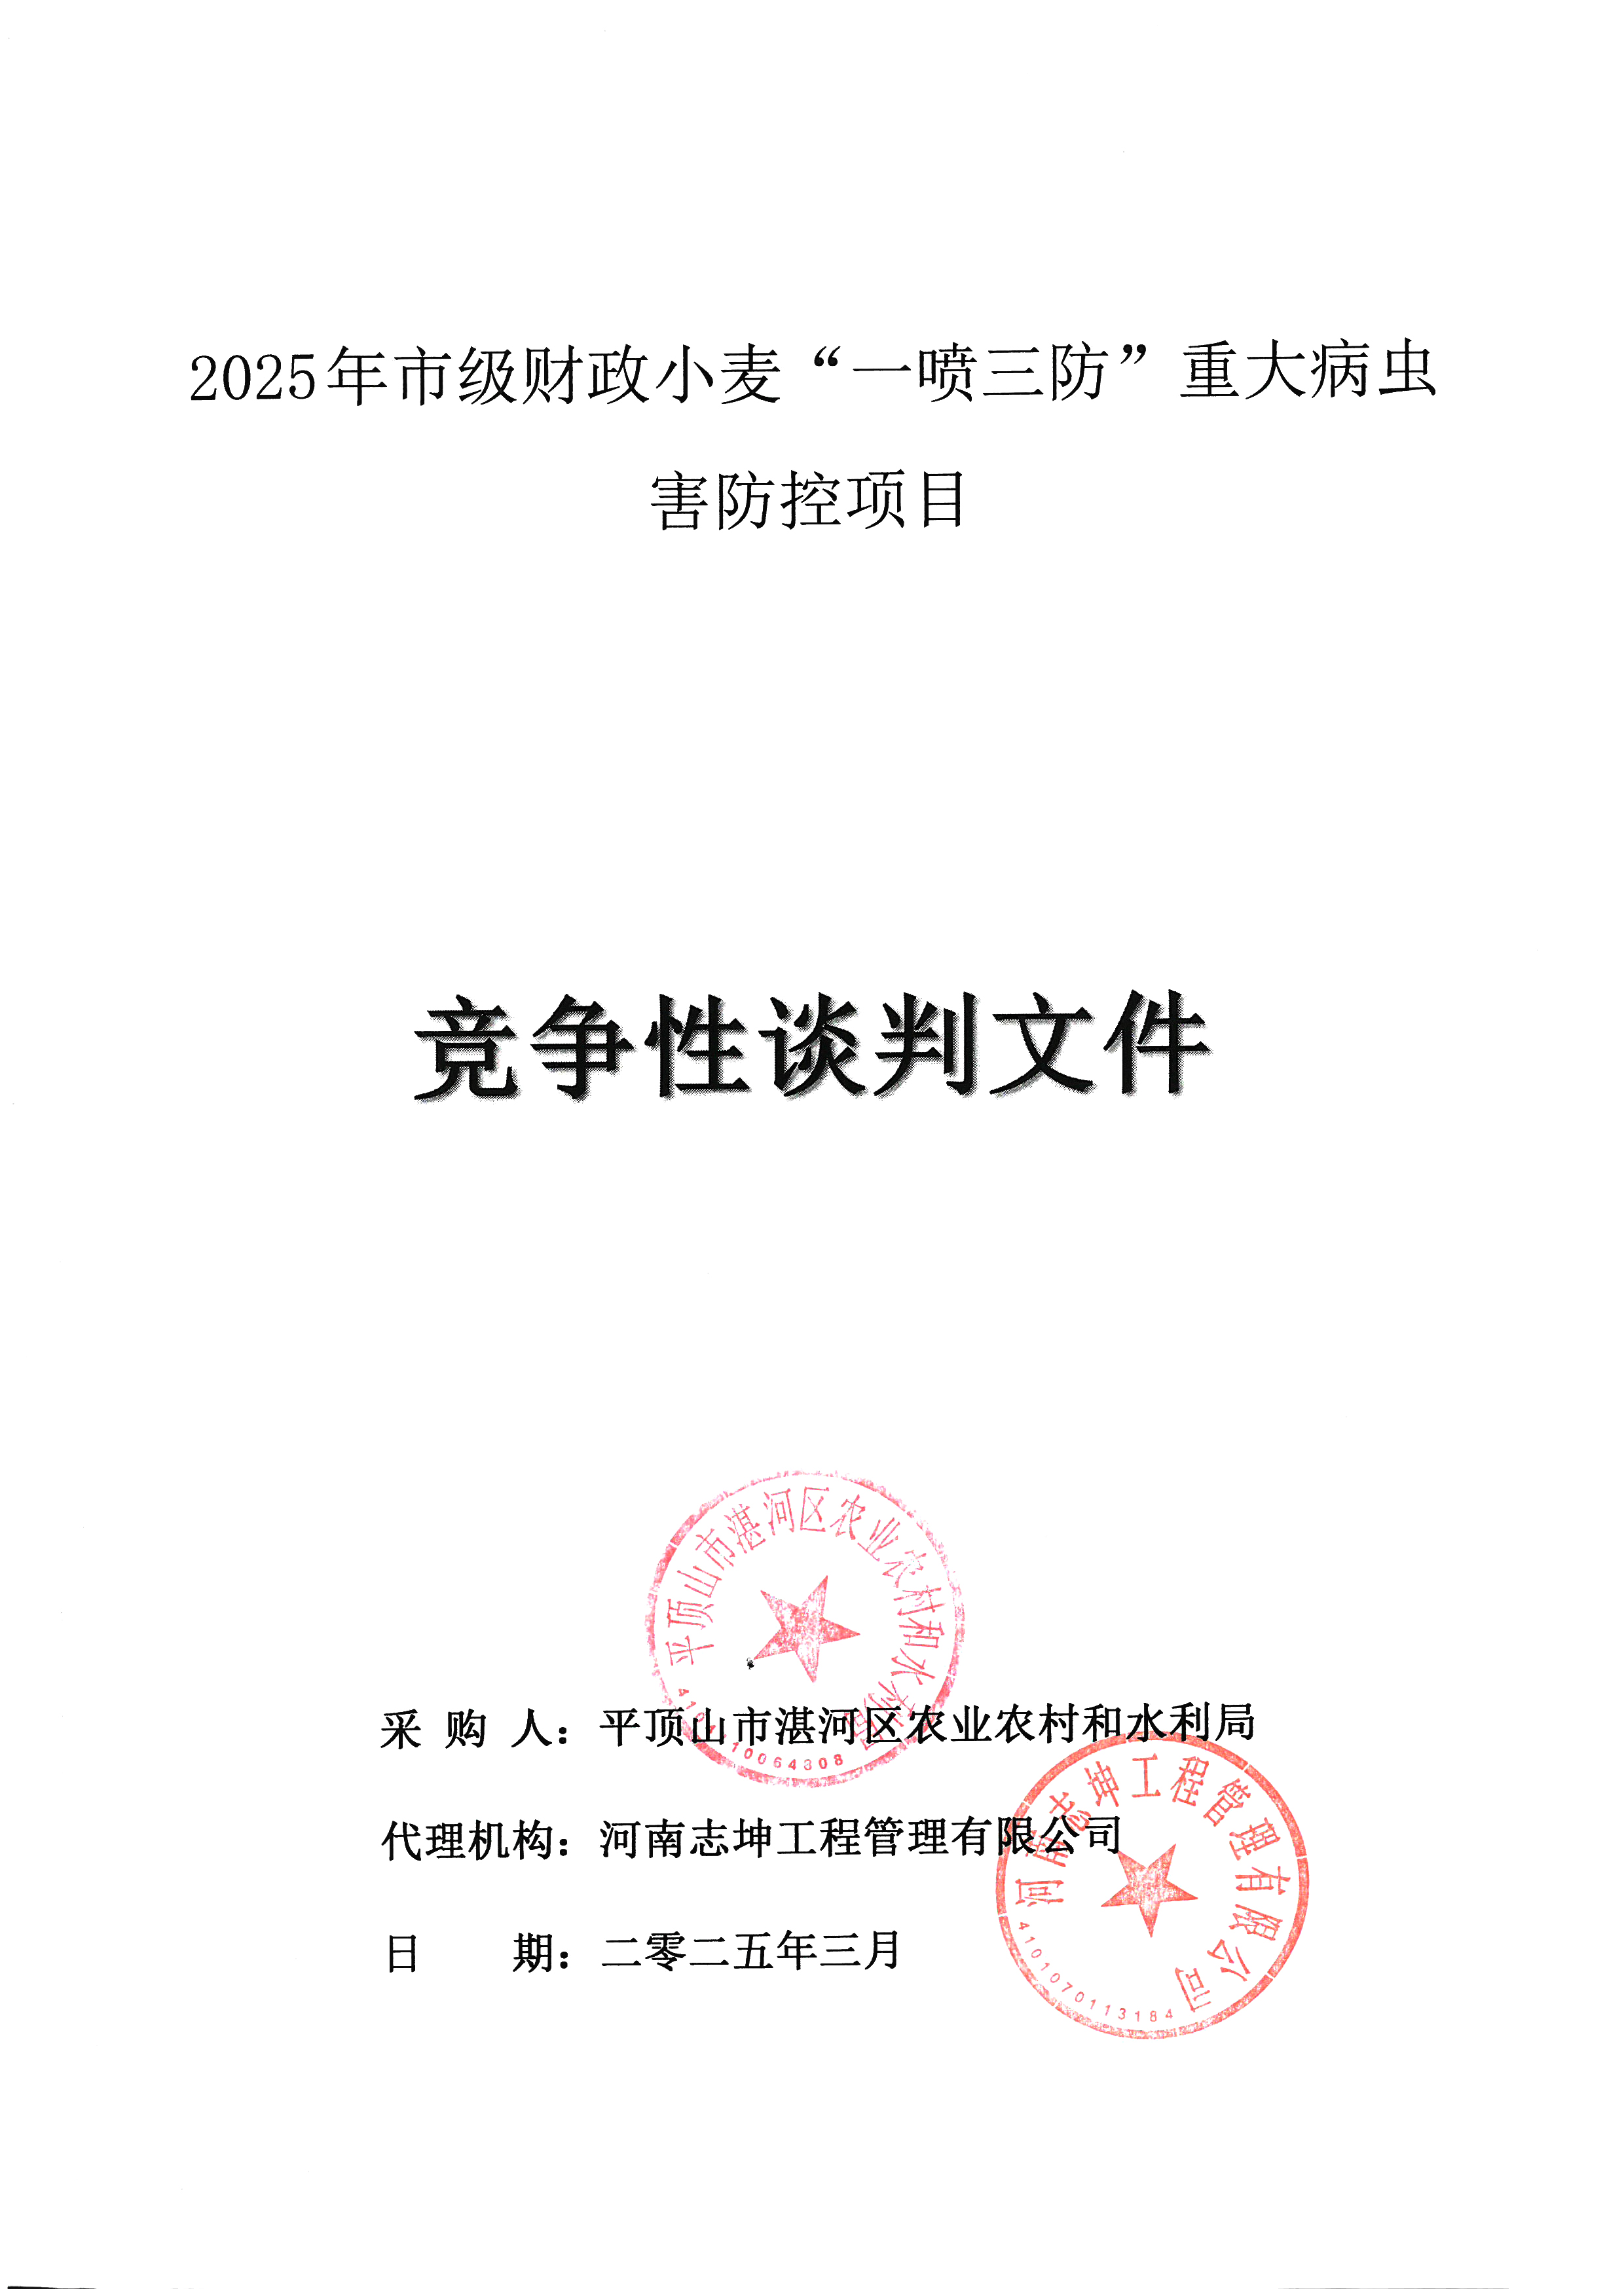 2025年市级财政小麦“一喷三防”重大病虫
害防控项目
竞争性谈判文件
平顶山市湛河区农业农村和水利局
采 购 人：平顶山市湛河区农业农村和水利局
河南志坤工程管理有限公司
代理机构：河南志坤工程管理有限公司
日 期：二零二五年三月
4101070113184